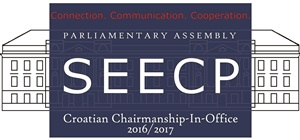 Connection. Communication. Cooperation.
PARLIAMENTARY ASSEMBLY
SEECP
Croatian Chairmanship-In-Office
2016/2017